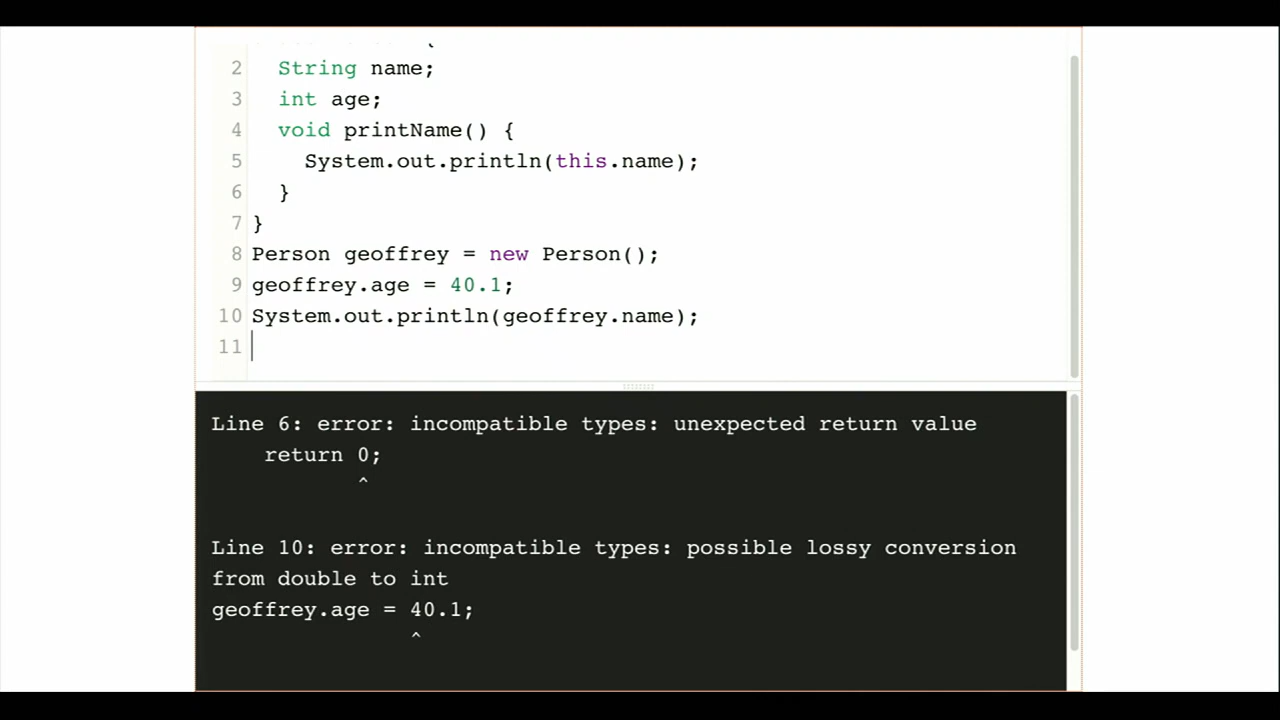 {
2 String name;
3 int age;
4 void printName() {
5 System.out.println(this.name);
6 }
7 }
8 Person geoffrey = new Person();
9 geoffrey.age = 40.1;
10 System.out.println(geoffrey.name);
11
Line 6: error: incompatible types: unexpected return value
return 0;
^
Line 10: error: incompatible types: possible lossy conversion
from double to int
geoffrey.age = 40.1;
^